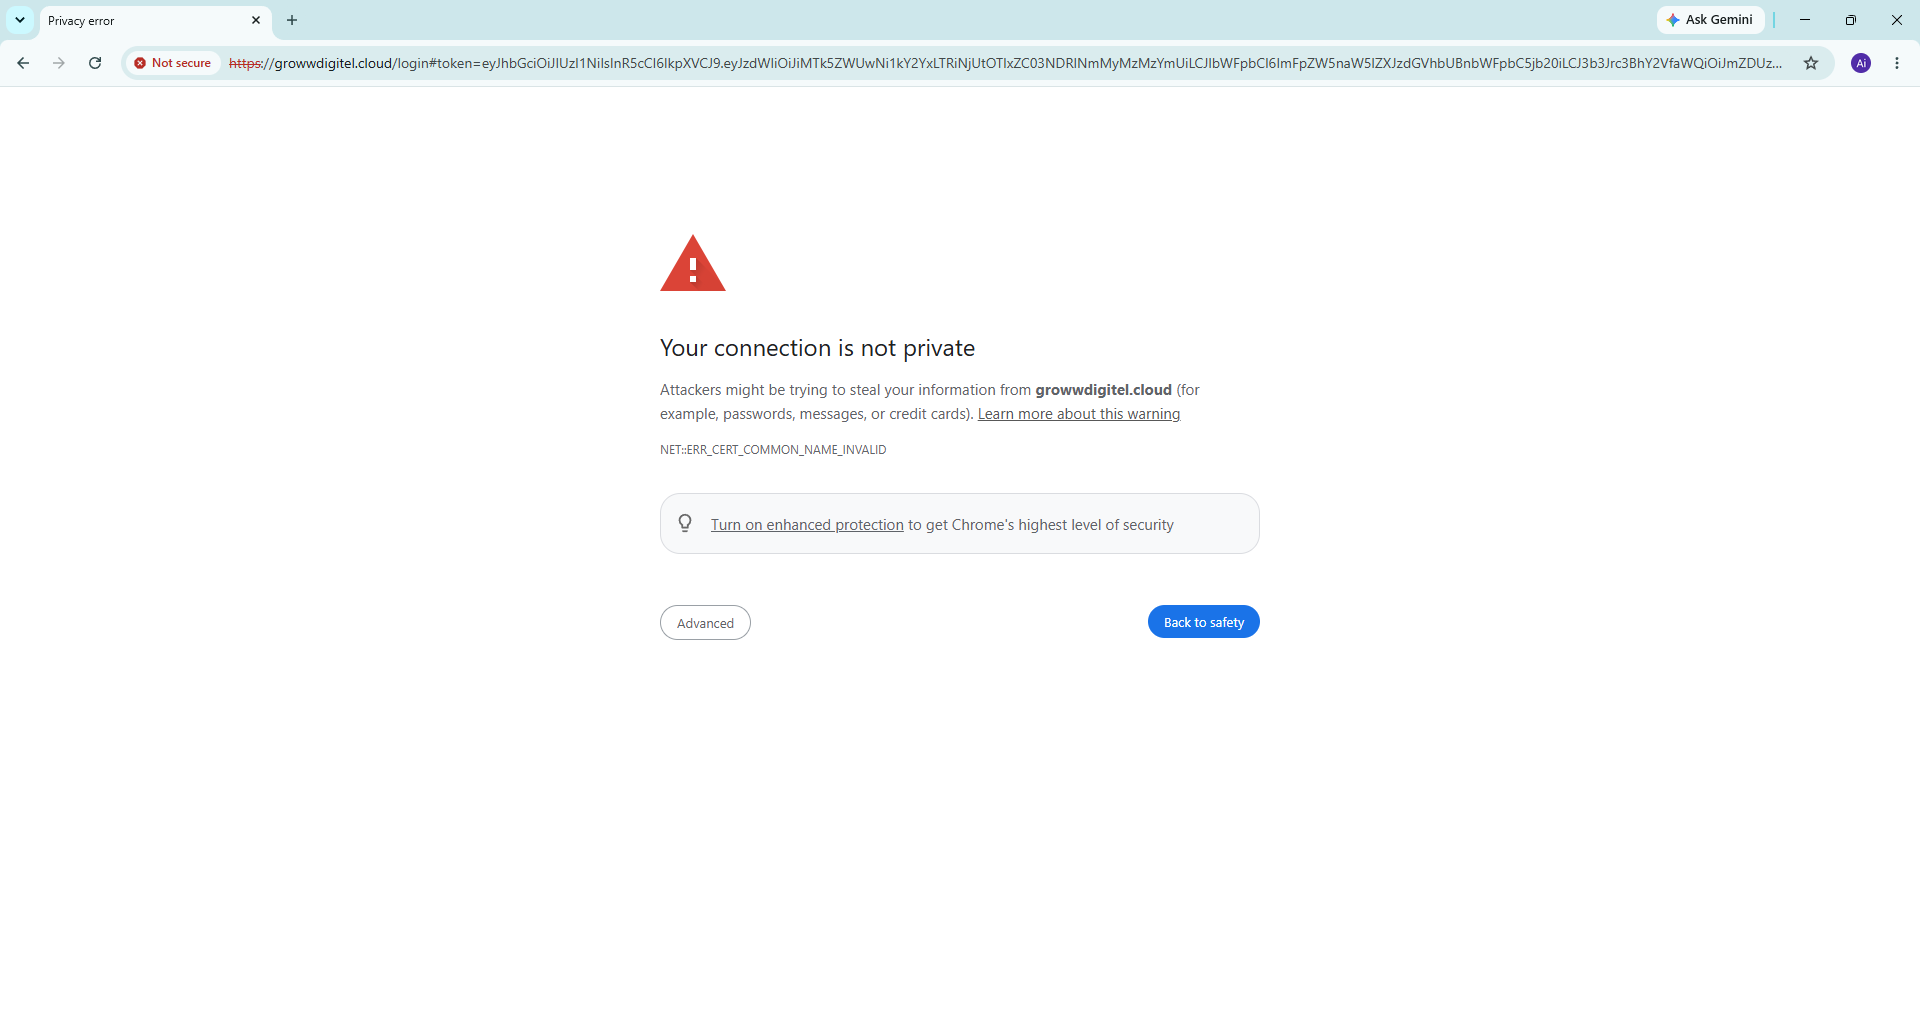 Privacy error
Ask Gemini
Not secure
https://growwdigitel.cloud/login#token=
Ai
Your connection is not private
Attackers might be trying to steal your information from growwdigitel.cloud (for
example, passwords, messages, or credit cards). Learn more about this warning
NET::ERR_CERT_COMMON_NAME_INVALID
Turn on enhanced protection to get Chrome's highest level of security
Advanced
Back to safety